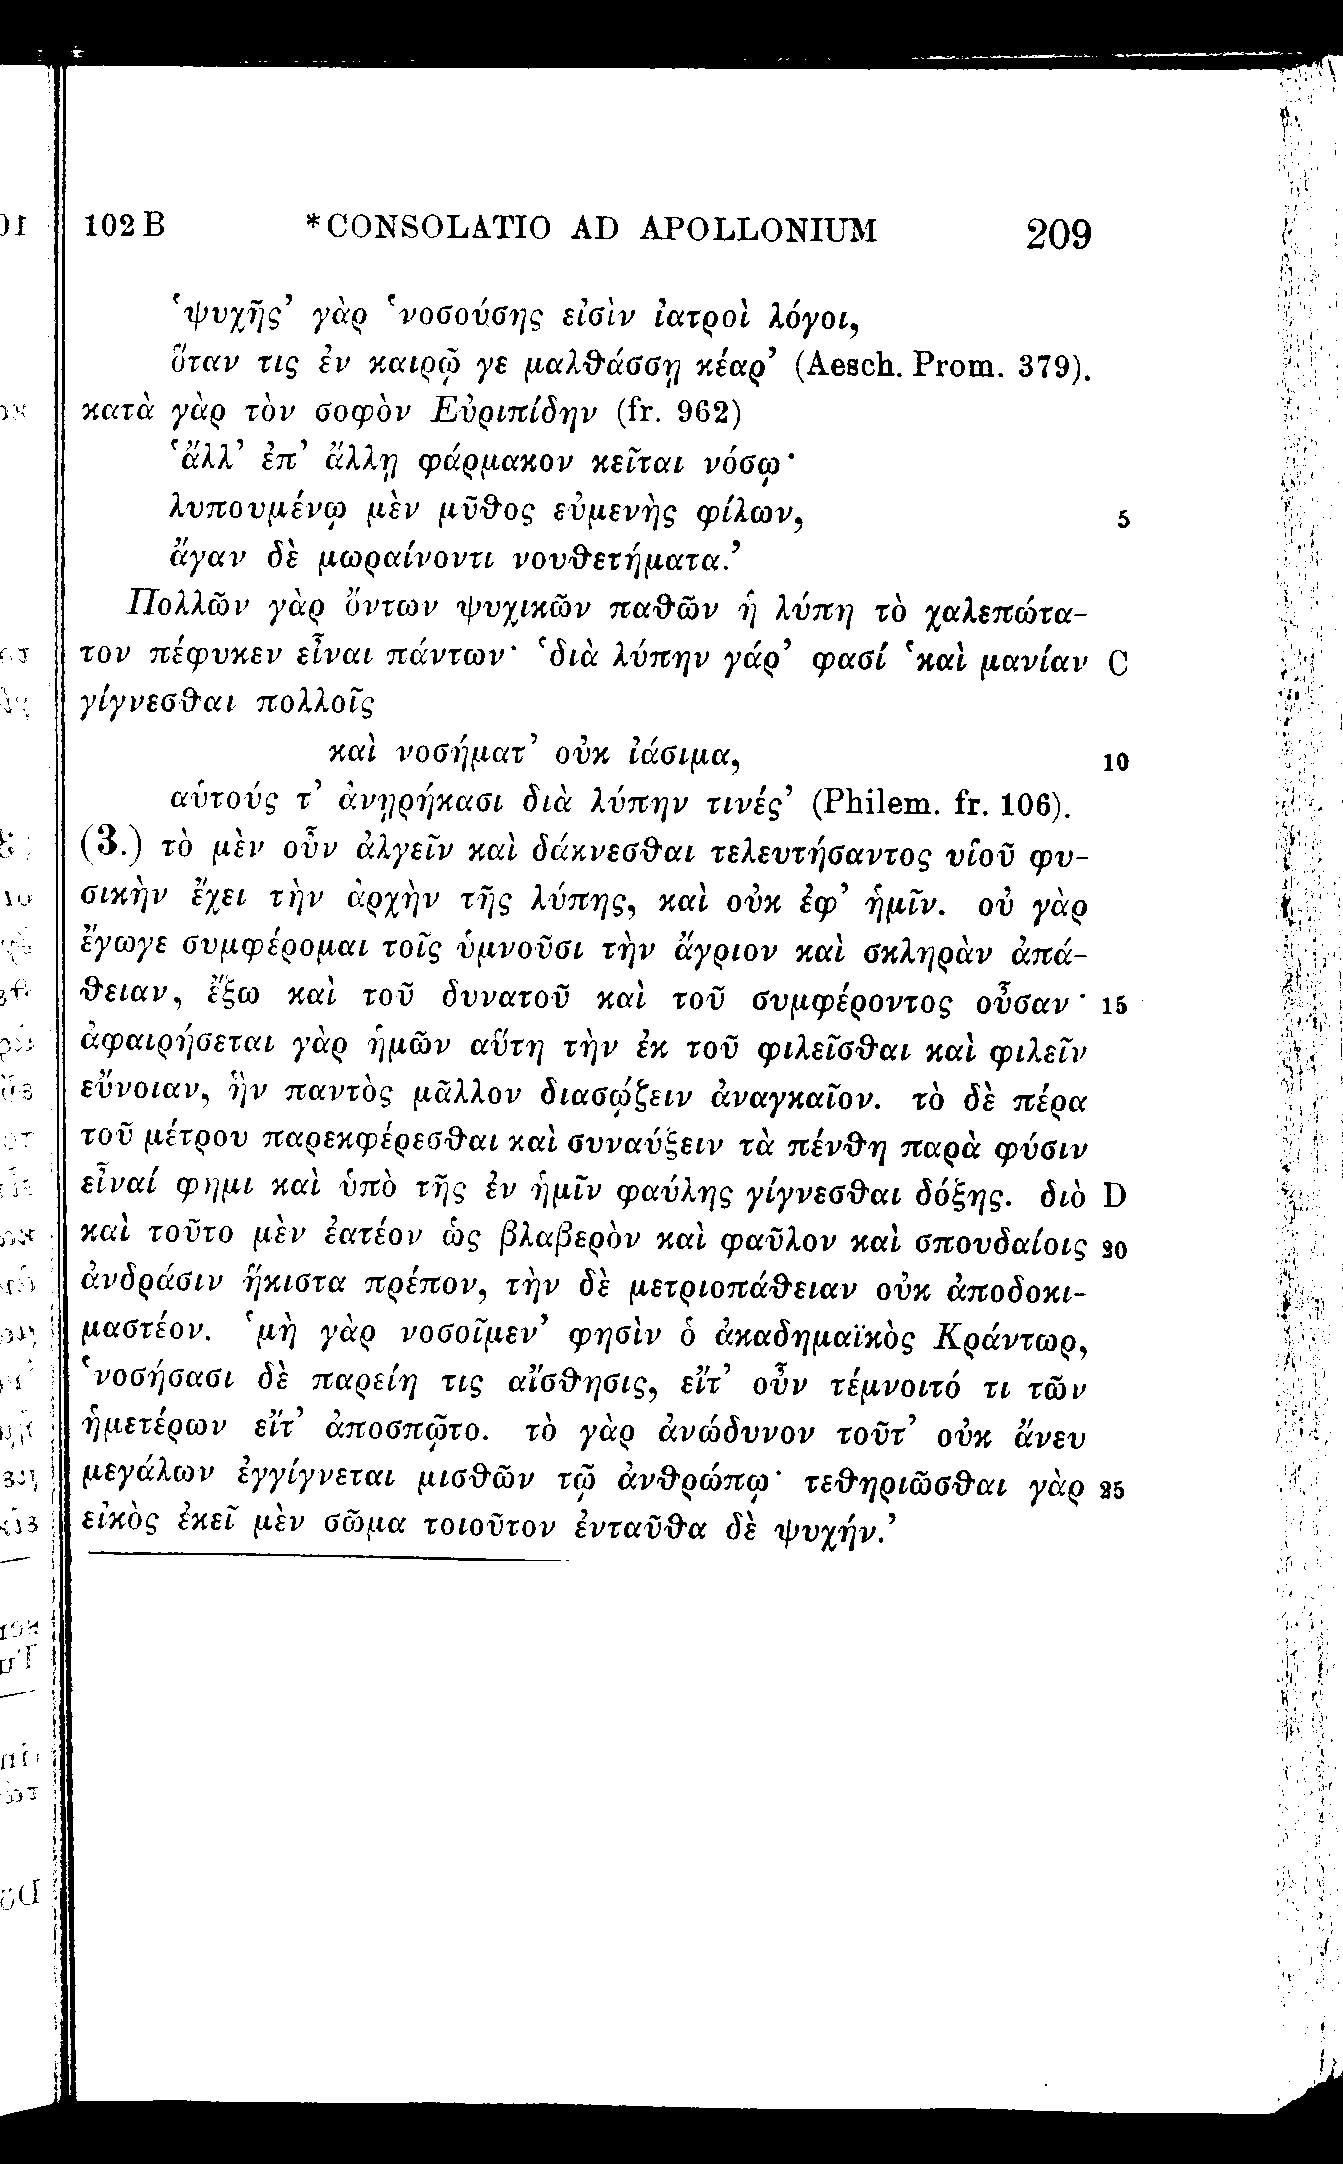 102 B *CONSOLATIO AD APOLLONIUM 209
‘ψυχῆς’ γὰρ ‘νοσούσης εἰσὶν ἰατροὶ λόγοι,
ὅταν τις ἐν καιρῷ γε μαλθάσσῃ κέαρ’ (Aesch. Prom. 379).
κατὰ γὰρ τὸν σοφὸν Εὐριπίδην (fr. 962)
‘ἄλλ’ ἐπ’ ἄλλῃ φάρμακον κεῖται νόσῳ·
λυπουμένῳ μὲν μῦθος εὐμενὴς φίλων, 5
ἄγαν δὲ μωραίνοντι νουθετήματα.’
Πολλῶν γὰρ ὄντων ψυχικῶν παθῶν ἡ λύπη τὸ χαλεπώτα-
τον πέφυκεν εἶναι πάντων· ‘διὰ λύπην γάρ’ φασί ‘καὶ μανίαν C
γίγνεσθαι πολλοῖς
καὶ νοσήματ’ οὐκ ἰάσιμα, 10
αὑτούς τ’ ἀνῃρήκασι διὰ λύπην τινές’ (Philem. fr. 106).
(3.) τὸ μὲν οὖν ἀλγεῖν καὶ δάκνεσθαι τελευτήσαντος υἱοῦ φυ-
σικὴν ἔχει τὴν ἀρχὴν τῆς λύπης, καὶ οὐκ ἐφ’ ἡμῖν. οὐ γὰρ
ἔγωγε συμφέρομαι τοῖς ὑμνοῦσι τὴν ἄγριον καὶ σκληρὰν ἀπά-
θειαν, ἔξω καὶ τοῦ δυνατοῦ καὶ τοῦ συμφέροντος οὖσαν· 15
ἀφαιρήσεται γὰρ ἡμῶν αὕτη τὴν ἐκ τοῦ φιλεῖσθαι καὶ φιλεῖν
εὔνοιαν, ἣν παντὸς μᾶλλον διασῴζειν ἀναγκαῖον. τὸ δὲ πέρα
τοῦ μέτρου παρεκφέρεσθαι καὶ συναύξειν τὰ πένθη παρὰ φύσιν
εἶναί φημι καὶ ὑπὸ τῆς ἐν ἡμῖν φαύλης γίγνεσθαι δόξης. διὸ D
καὶ τοῦτο μὲν ἐατέον ὡς βλαβερὸν καὶ φαῦλον καὶ σπουδαίοις 20
ἀνδράσιν ἥκιστα πρέπον, τὴν δὲ μετριοπάθειαν οὐκ ἀποδοκι-
μαστέον. ‘μὴ γὰρ νοσοῖμεν’ φησὶν ὁ ἀκαδημαϊκὸς Κράντωρ,
‘νοσήσασι δὲ παρείη τις αἴσθησις, εἴτ’ οὖν τέμνοιτό τι τῶν
ἡμετέρων εἴτ’ ἀποσπῷτο. τὸ γὰρ ἀνώδυνον τοῦτ’ οὐκ ἄνευ
μεγάλων ἐγγίγνεται μισθῶν τῷ ἀνθρώπῳ· τεθηριῶσθαι γὰρ 25
εἰκὸς ἐκεῖ μὲν σῶμα τοιοῦτον ἐνταῦθα δὲ ψυχήν.’